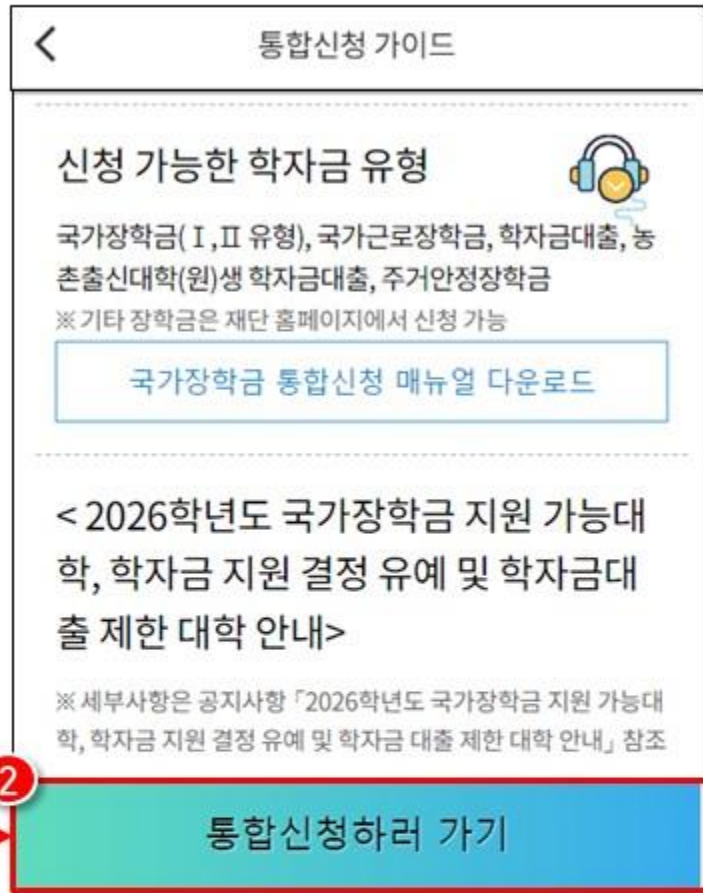 통합신청 가이드
신청 가능한 학자금 유형
국가장학금(Ⅰ,Ⅱ 유형), 국가근로장학금, 학자금대출, 농
촌출신대학(원)생 학자금대출, 주거안정장학금
※ 기타 장학금은 재단 홈페이지에서 신청 가능
국가장학금 통합신청 매뉴얼 다운로드
< 2026학년도 국가장학금 지원 가능대
학, 학자금 지원 결정 유예 및 학자금대
출 제한 대학 안내>
※ 세부사항은 공지사항 「2026학년도 국가장학금 지원 가능대
학, 학자금 지원 결정 유예 및 학자금 대출 제한 대학 안내」 참조
2
통합신청하러 가기